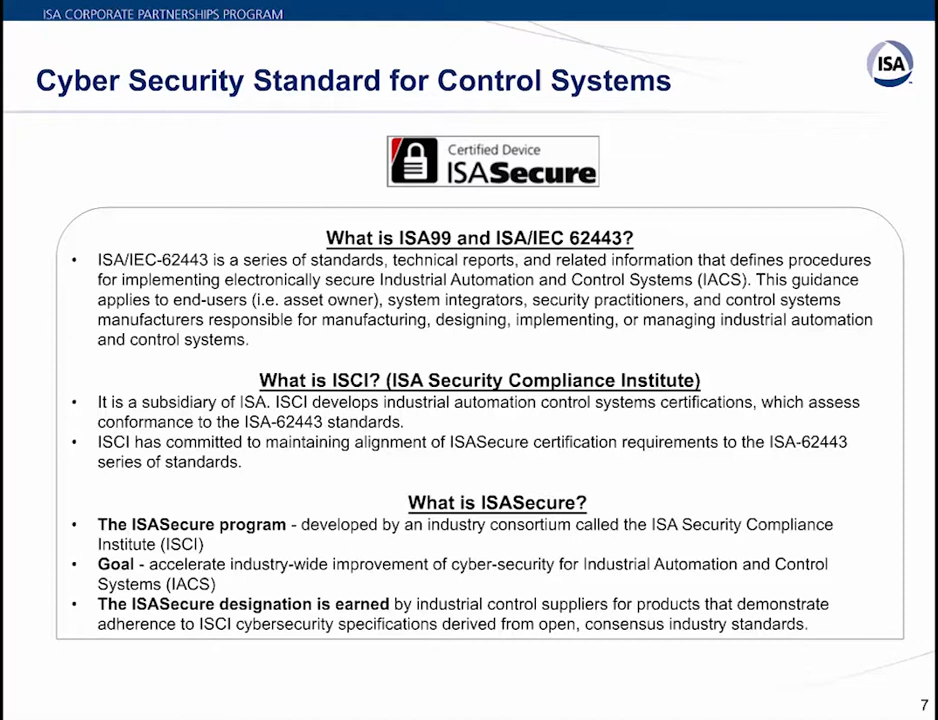 ISA CORPORATE PARTNERSHIPS PROGRAM
Cyber Security Standard for Control Systems
ISA
Certified Device
ISASecure
What is ISA99 and ISA/IEC 62443?
• ISA/IEC-62443 is a series of standards, technical reports, and related information that defines procedures
for implementing electronically secure Industrial Automation and Control Systems (IACS). This guidance
applies to end-users (i.e. asset owner), system integrators, security practitioners, and control systems
manufacturers responsible for manufacturing, designing, implementing, or managing industrial automation
and control systems.
What is ISCI? (ISA Security Compliance Institute)
• It is a subsidiary of ISA. ISCI develops industrial automation control systems certifications, which assess
conformance to the ISA-62443 standards.
• ISCI has committed to maintaining alignment of ISASecure certification requirements to the ISA-62443
series of standards.
What is ISASecure?
• The ISASecure program - developed by an industry consortium called the ISA Security Compliance
Institute (ISCI)
• Goal - accelerate industry-wide improvement of cyber-security for Industrial Automation and Control
Systems (IACS)
• The ISASecure designation is earned by industrial control suppliers for products that demonstrate
adherence to ISCI cybersecurity specifications derived from open, consensus industry standards.
7